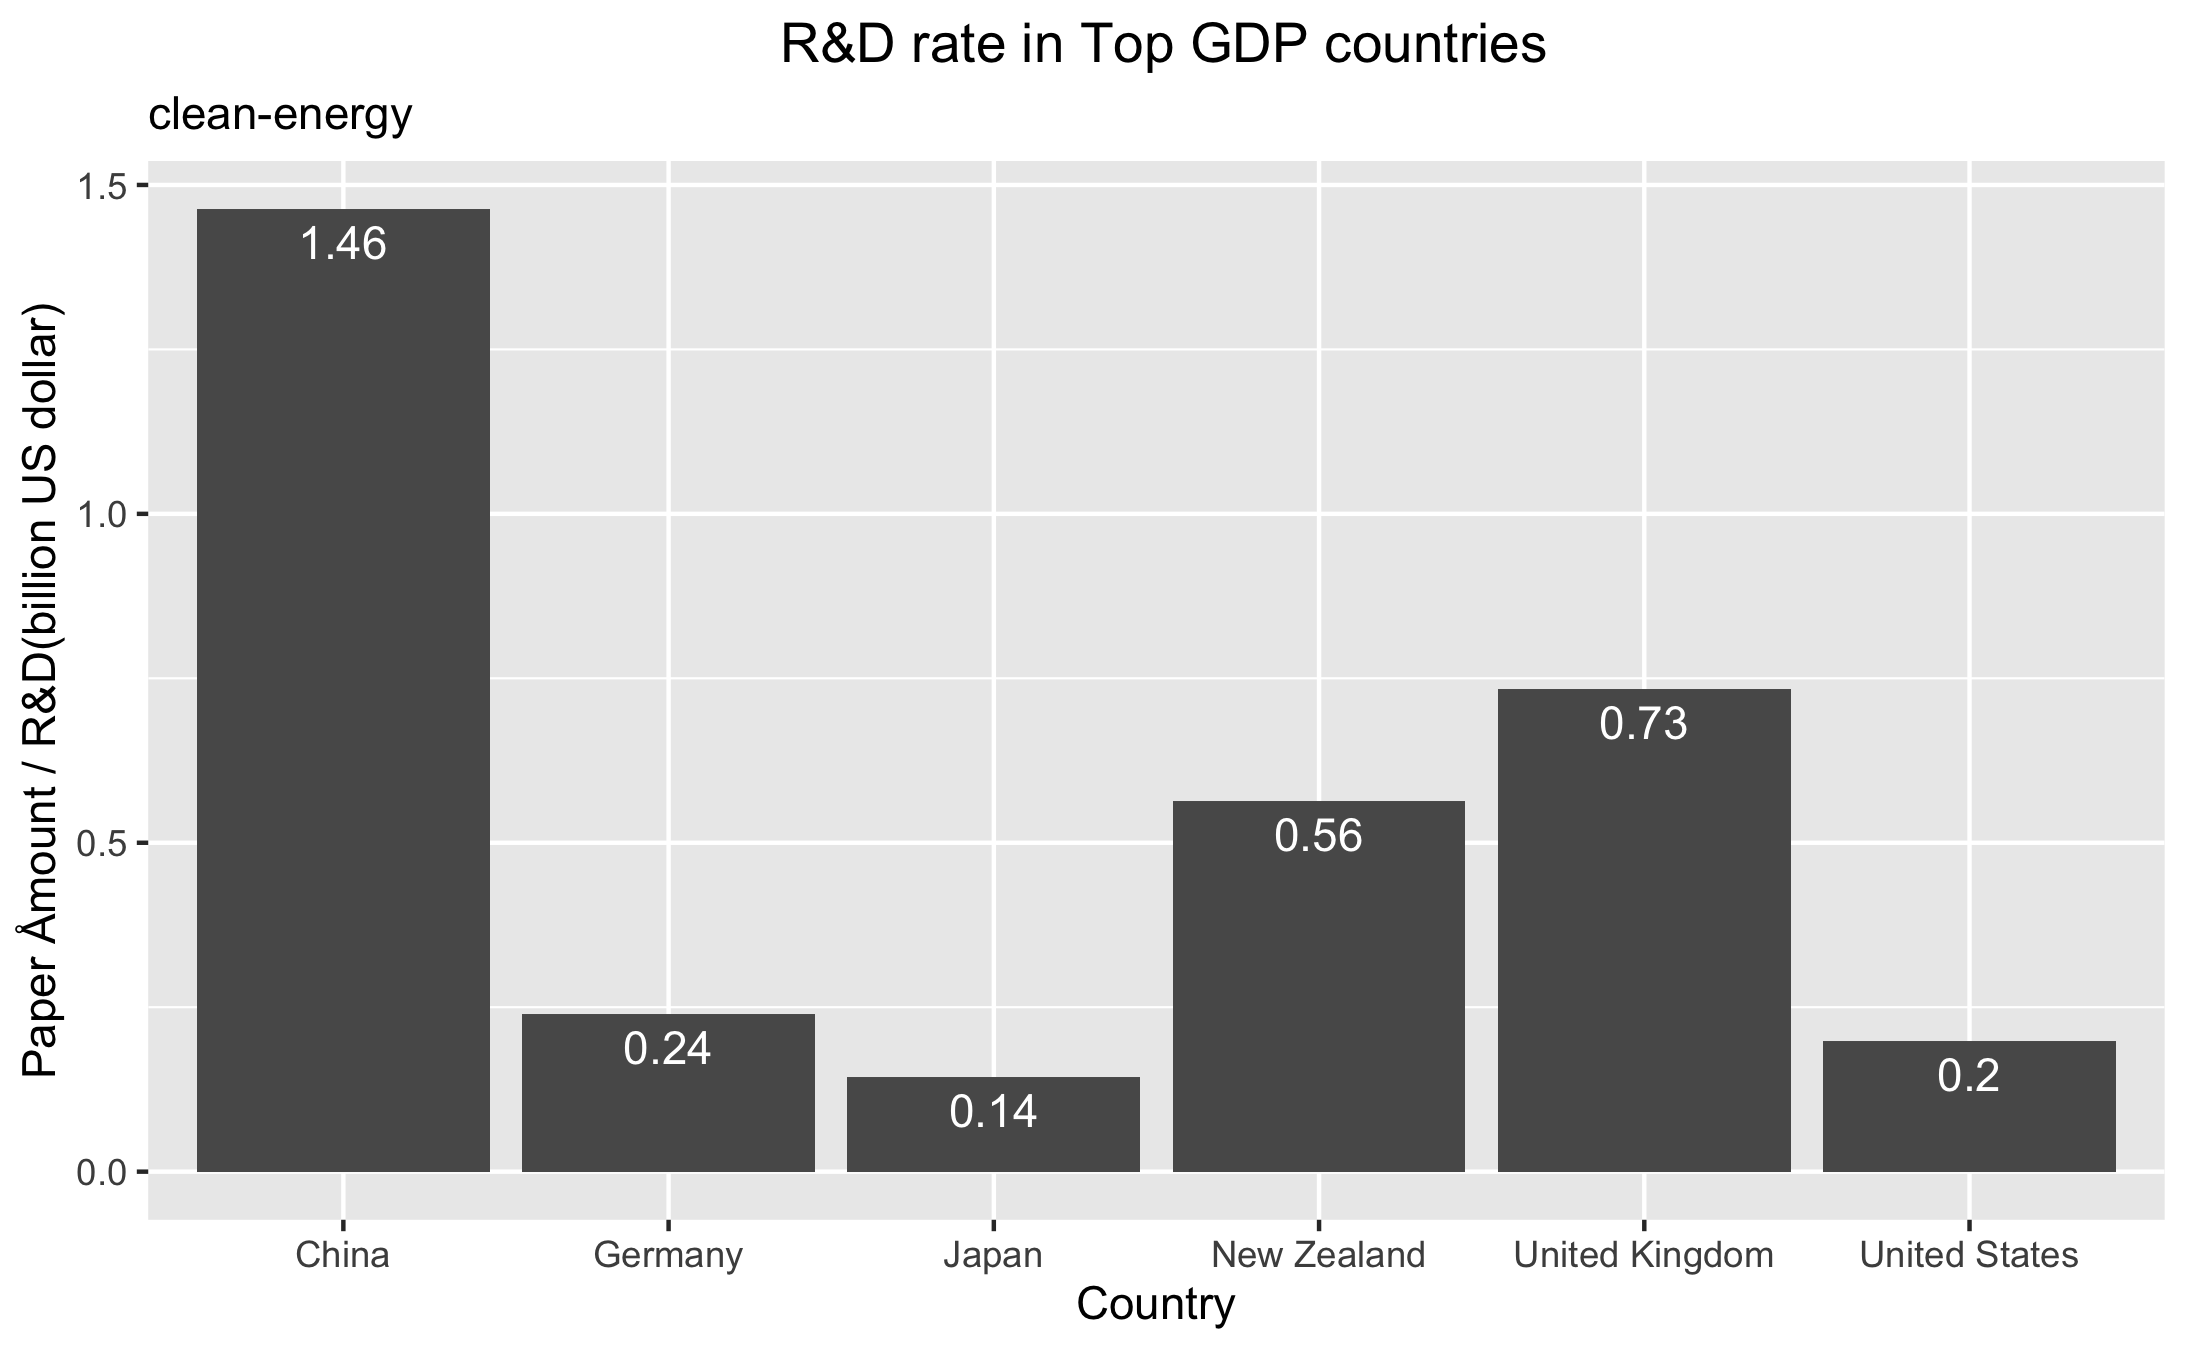 R&D rate in Top GDP countries
clean-energy
Paper Åmount / R&D(billion US dollar)
1.5
1.0
0.5
0.0
1.46
0.24
0.14
0.56
0.73
0.2
China
Germany
Japan
New Zealand
United Kingdom
United States
Country